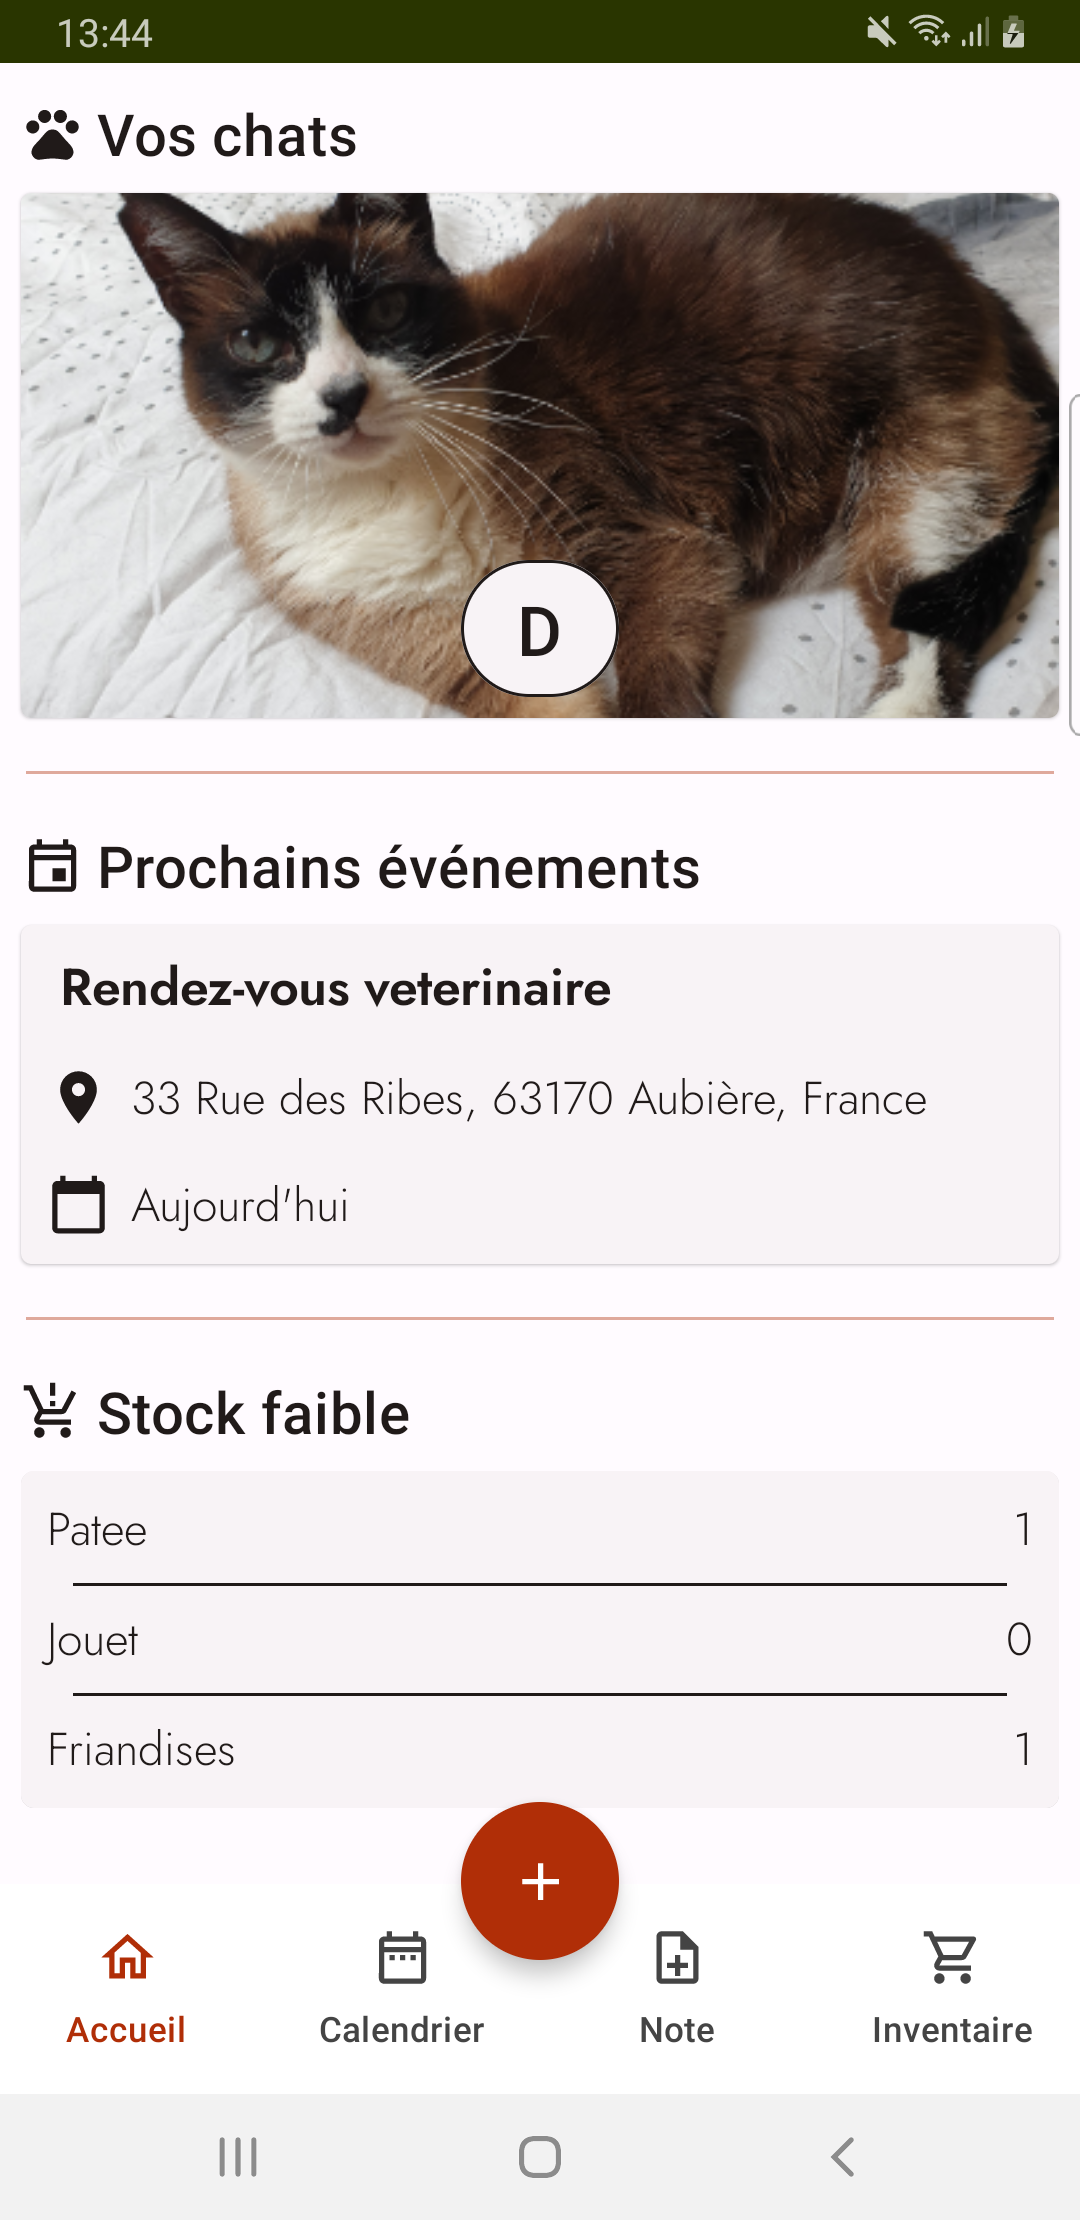 13:44
Vos chats
D
Prochains événements
Rendez-vous veterinaire
33 Rue des Ribes, 63170 Aubière, France
Aujourd'hui
Stock faible
Patee 1
Jouet 0
Friandises 1
+
Accueil Calendrier Note Inventaire